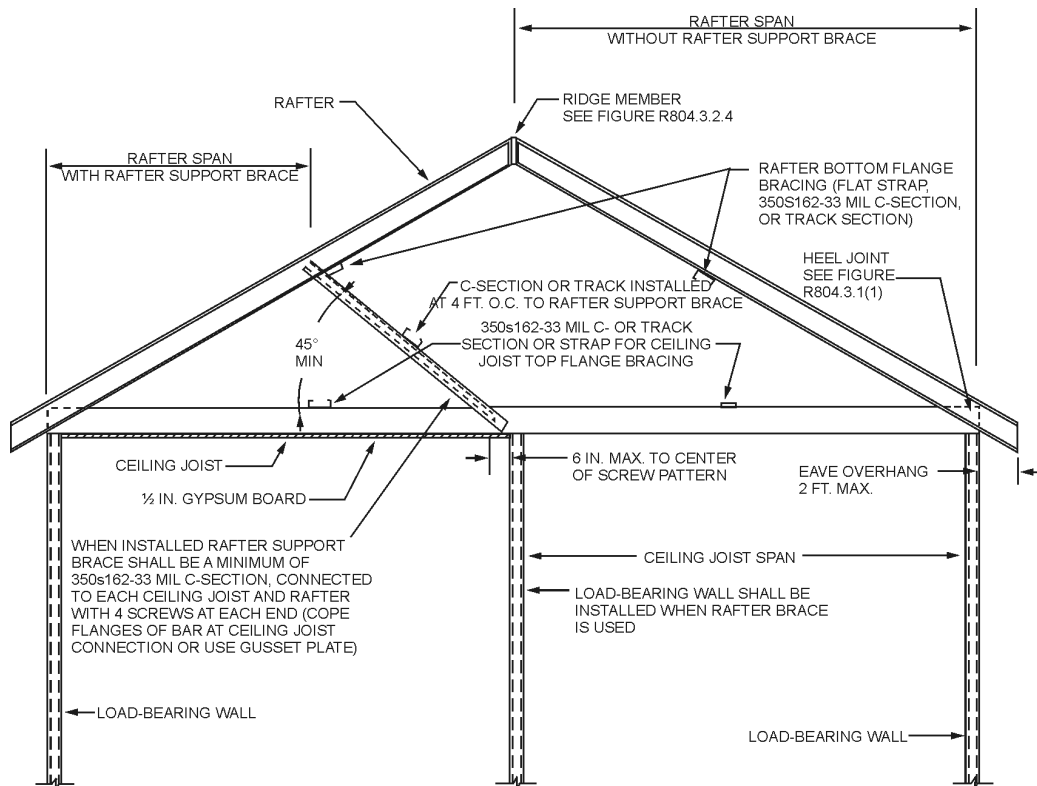 RAFTER SPAN
WITHOUT RAFTER SUPPORT BRACE
RAFTER
RIDGE MEMBER
SEE FIGURE R804.3.2.4
RAFTER SPAN
WITH RAFTER SUPPORT BRACE
RAFTER BOTTOM FLANGE
BRACING (FLAT STRAP,
350S162-33 MIL C-SECTION,
OR TRACK SECTION)
HEEL JOINT
SEE FIGURE
R804.3.1(1)
C-SECTION OR TRACK INSTALLED
AT 4 FT. O.C. TO RAFTER SUPPORT BRACE
350s162-33 MIL C- OR TRACK
SECTION OR STRAP FOR CEILING
JOIST TOP FLANGE BRACING
45°
MIN
CEILING JOIST
½ IN. GYPSUM BOARD
6 IN. MAX. TO CENTER
OF SCREW PATTERN
EAVE OVERHANG
2 FT. MAX.
WHEN INSTALLED RAFTER SUPPORT
BRACE SHALL BE A MINIMUM OF
350s162-33 MIL C-SECTION, CONNECTED
TO EACH CEILING JOIST AND RAFTER
WITH 4 SCREWS AT EACH END (COPE
FLANGES OF BAR AT CEILING JOIST
CONNECTION OR USE GUSSET PLATE)
CEILING JOIST SPAN
LOAD-BEARING WALL SHALL BE
INSTALLED WHEN RAFTER BRACE
IS USED
LOAD-BEARING WALL
LOAD-BEARING WALL